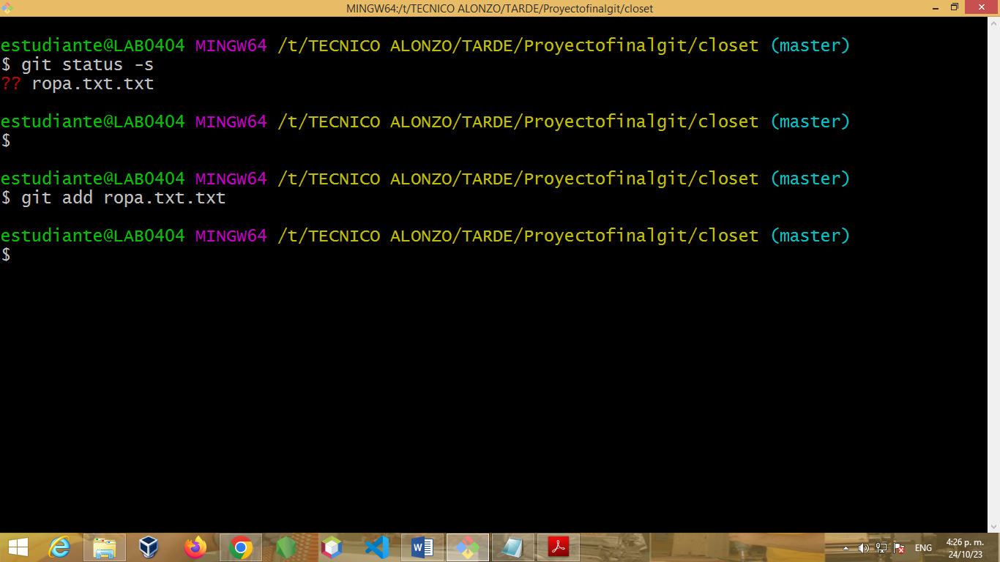 MINGW64:/t/TECNICO ALONZO/TARDE/Proyectofinalgit/closet
estudiante@LAB0404 MINGW64 /t/TECNICO ALONZO/TARDE/Proyectofinalgit/closet (master)
$ git status -s
?? ropa.txt.txt
estudiante@LAB0404 MINGW64 /t/TECNICO ALONZO/TARDE/Proyectofinalgit/closet (master)
$
estudiante@LAB0404 MINGW64 /t/TECNICO ALONZO/TARDE/Proyectofinalgit/closet (master)
$ git add ropa.txt.txt
estudiante@LAB0404 MINGW64 /t/TECNICO ALONZO/TARDE/Proyectofinalgit/closet (master)
$
ENG
4:26 p. m.
24/10/23